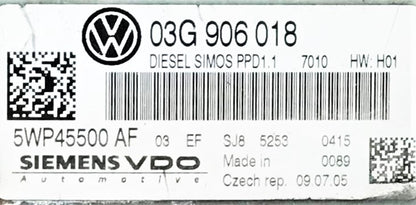 03G 906 018
DIESEL SIMOS PPD1.1 7010 HW: H01
5WP45500 AF 03 EF SJ8 5253 0415
SIEMENS VDO Made in 0089
Automotive Czech rep. 09.07.05